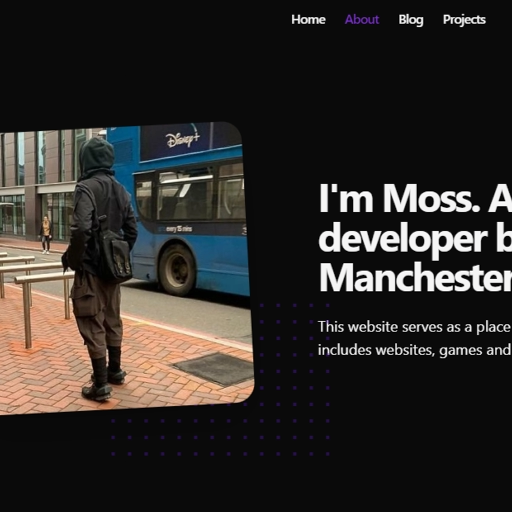 Home About Blog Projects
Disney+
every 15 mins
I'm Moss. A
developer b
Manchester
This website serves as a place
includes websites, games and